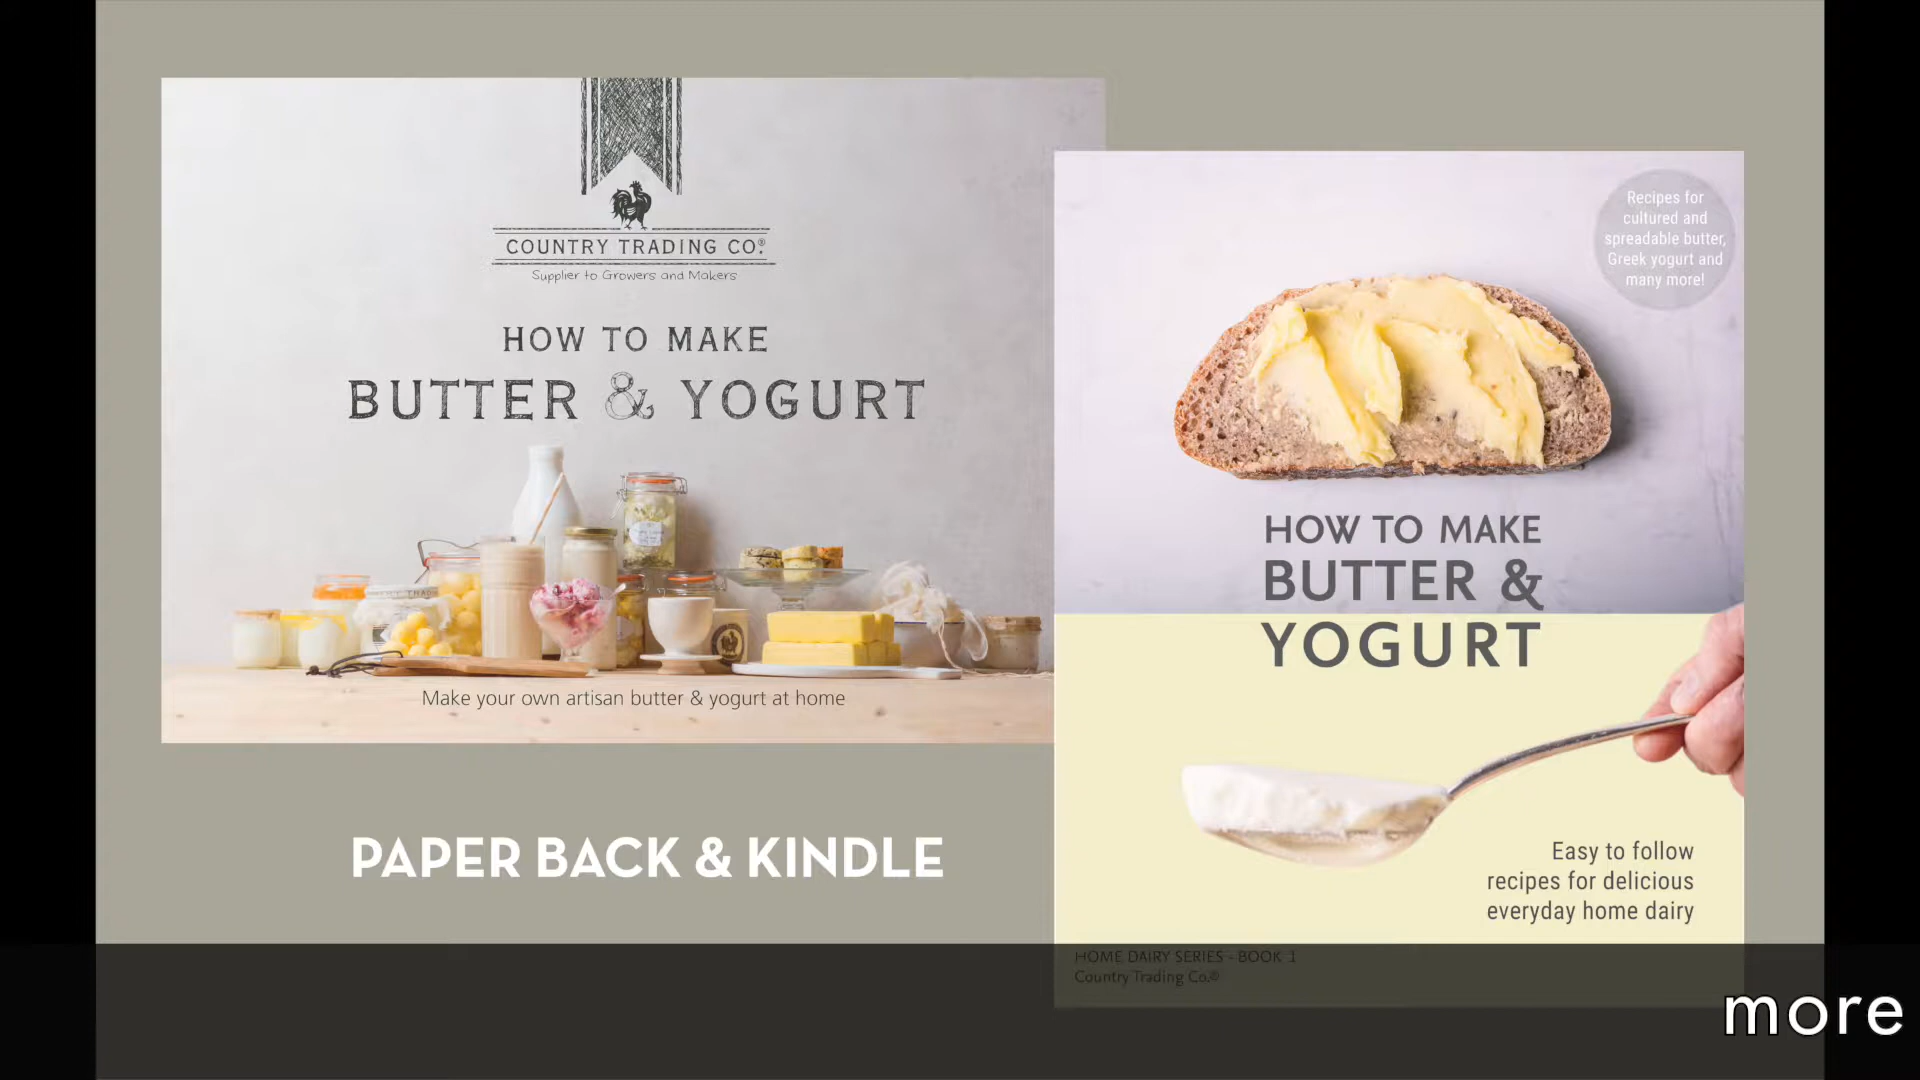 COUNTRY TRADING CO.®
Supplier to Growers and Makers
HOW TO MAKE
BUTTER & YOGURT
Make your own artisan butter & yogurt at home
PAPER BACK & KINDLE
Recipes for
cultured and
spreadable butter,
Greek yogurt and
many more!
HOW TO MAKE
BUTTER &
YOGURT
Easy to follow
recipes for delicious
everyday home dairy
HOME DAIRY SERIES - BOOK 1
Country Trading Co.®
more